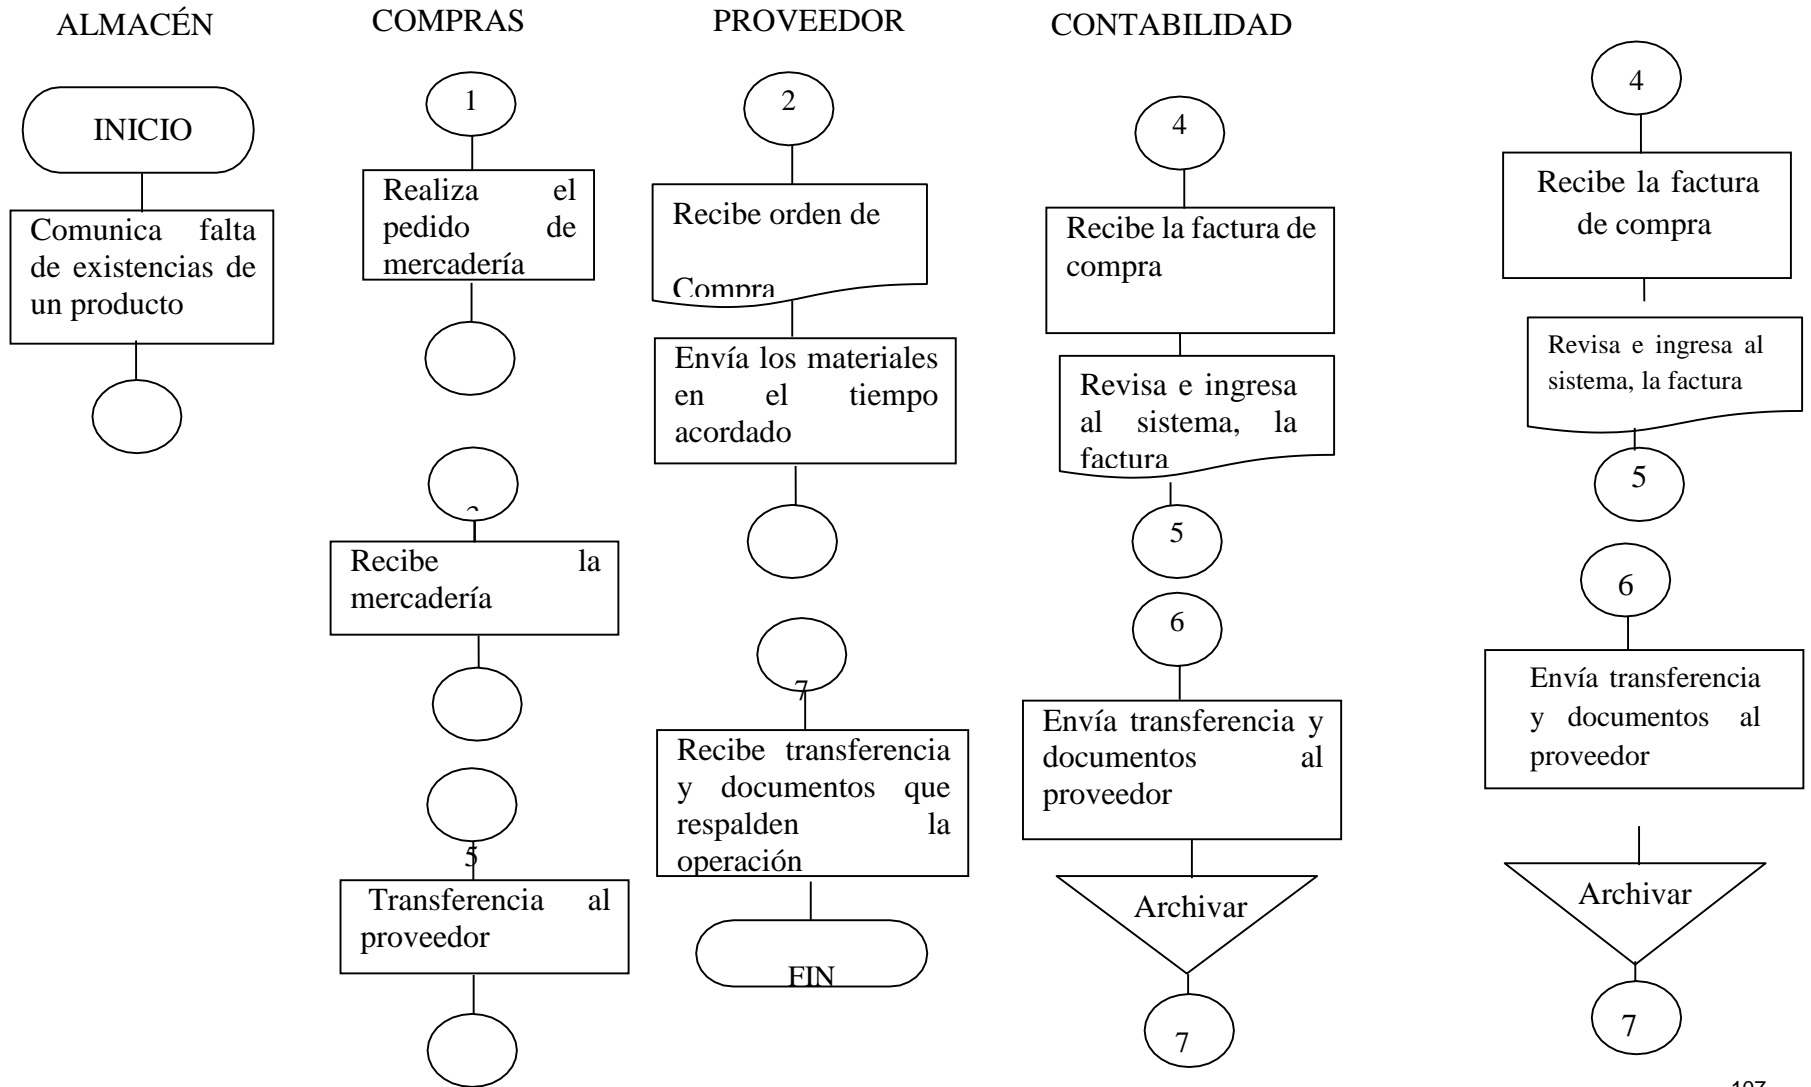 ALMACÉN
INICIO
Comunica falta
de existencias de
un producto
COMPRAS
1
Realiza el
pedido de
mercadería
Recibe la
mercadería
5
Transferencia al
proveedor
PROVEEDOR
2
Recibe orden de
Compra
Envía los materiales
en el tiempo
acordado
7
Recibe transferencia
y documentos que
respalden la
operación
FIN
CONTABILIDAD
4
Recibe la factura de
compra
Revisa e ingresa
al sistema, la
factura
5
6
Envía transferencia y
documentos al
proveedor
Archivar
7
4
Recibe la factura
de compra
Revisa e ingresa al
sistema, la factura
5
6
Envía transferencia
y documentos al
proveedor
Archivar
7